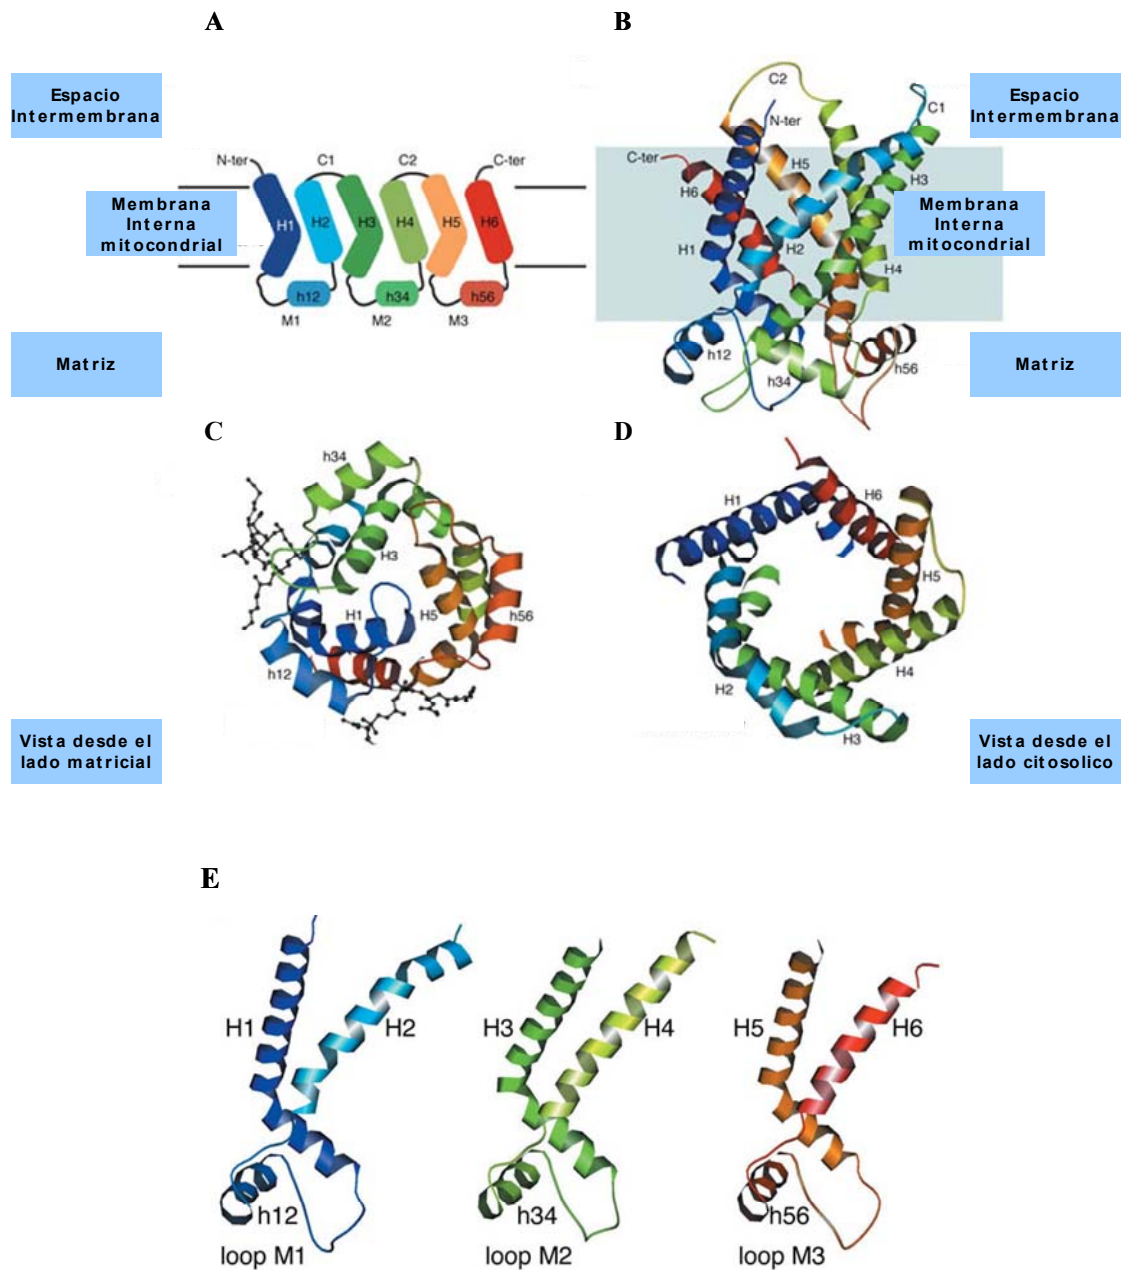 A
B
Espacio
Intermembrana
Espacio
Intermembrana
N-ter
C1
C2
C-ter
H1
H2
H3
H4
H5
H6
Membrana
Interna
mitocondrial
h12
h34
h56
M1
M2
M3
Matriz
C2
C1
N-ter
C-ter
H5
H3
H6
H1
H2
H4
Membrana
Interna
mitocondrial
h12
h34
h56
Matriz
C
D
h34
H3
H1
H5
h56
h12
H1
H6
H5
H4
H2
H3
Vista desde el
lado matricial
Vista desde el
lado citosolico
E
H1
H2
H3
H4
H5
H6
h12
h34
h56
loop M1
loop M2
loop M3